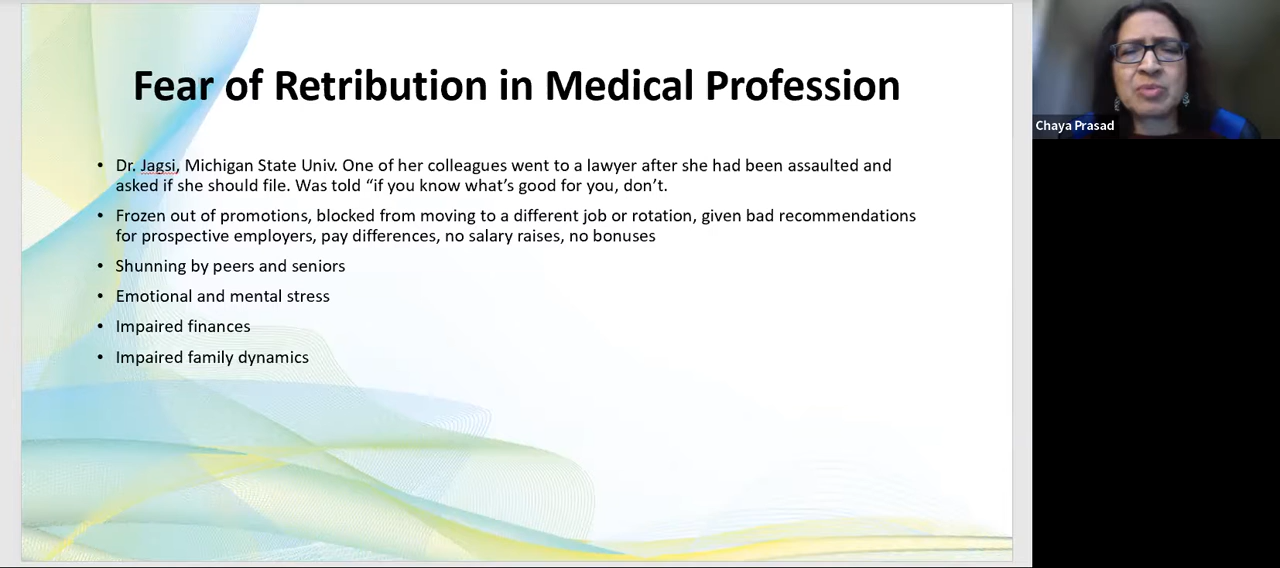 Fear of Retribution in Medical Profession
• Dr. Jagsi, Michigan State Univ. One of her colleagues went to a lawyer after she had been assaulted and
asked if she should file. Was told “if you know what’s good for you, don’t.
• Frozen out of promotions, blocked from moving to a different job or rotation, given bad recommendations
for prospective employers, pay differences, no salary raises, no bonuses
• Shunning by peers and seniors
• Emotional and mental stress
• Impaired finances
• Impaired family dynamics
Chaya Prasad